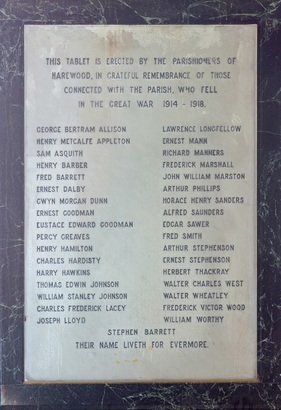 THIS TABLET IS ERECTED BY THE PARISHIONERS OF
HAREWOOD, IN GRATEFUL REMEMBRANCE OF THOSE
CONNECTED WITH THE PARISH, WHO FELL
IN THE GREAT WAR 1914 - 1918.
GEORGE BERTRAM ALLISON
HENRY METCALFE APPLETON
SAM ASQUITH
HENRY BARBER
FRED BARRETT
ERNEST DALBY
GWYN MORGAN DUNN
ERNEST GOODMAN
EUSTACE EDWARD GOODMAN
PERCY GREAVES
HENRY HAMILTON
CHARLES HARDISTY
HARRY HAWKINS
THOMAS EDWIN JOHNSON
WILLIAM STANLEY JOHNSON
CHARLES FREDERICK LACEY
JOSEPH LLOYD
LAWRENCE LONGFELLOW
ERNEST MANN
RICHARD MANNERS
FREDERICK MARSHALL
JOHN WILLIAM MARSTON
ARTHUR PHILLIPS
HORACE HENRY SANDERS
ALFRED SAUNDERS
EDGAR SAWER
FRED SMITH
ARTHUR STEPHENSON
ERNEST STEPHENSON
HERBERT THACKRAY
WALTER CHARLES WEST
WALTER WHEATLEY
FREDERICK VICTOR WOOD
WILLIAM WORTHY
STEPHEN BARRETT
THEIR NAME LIVETH FOR EVERMORE.